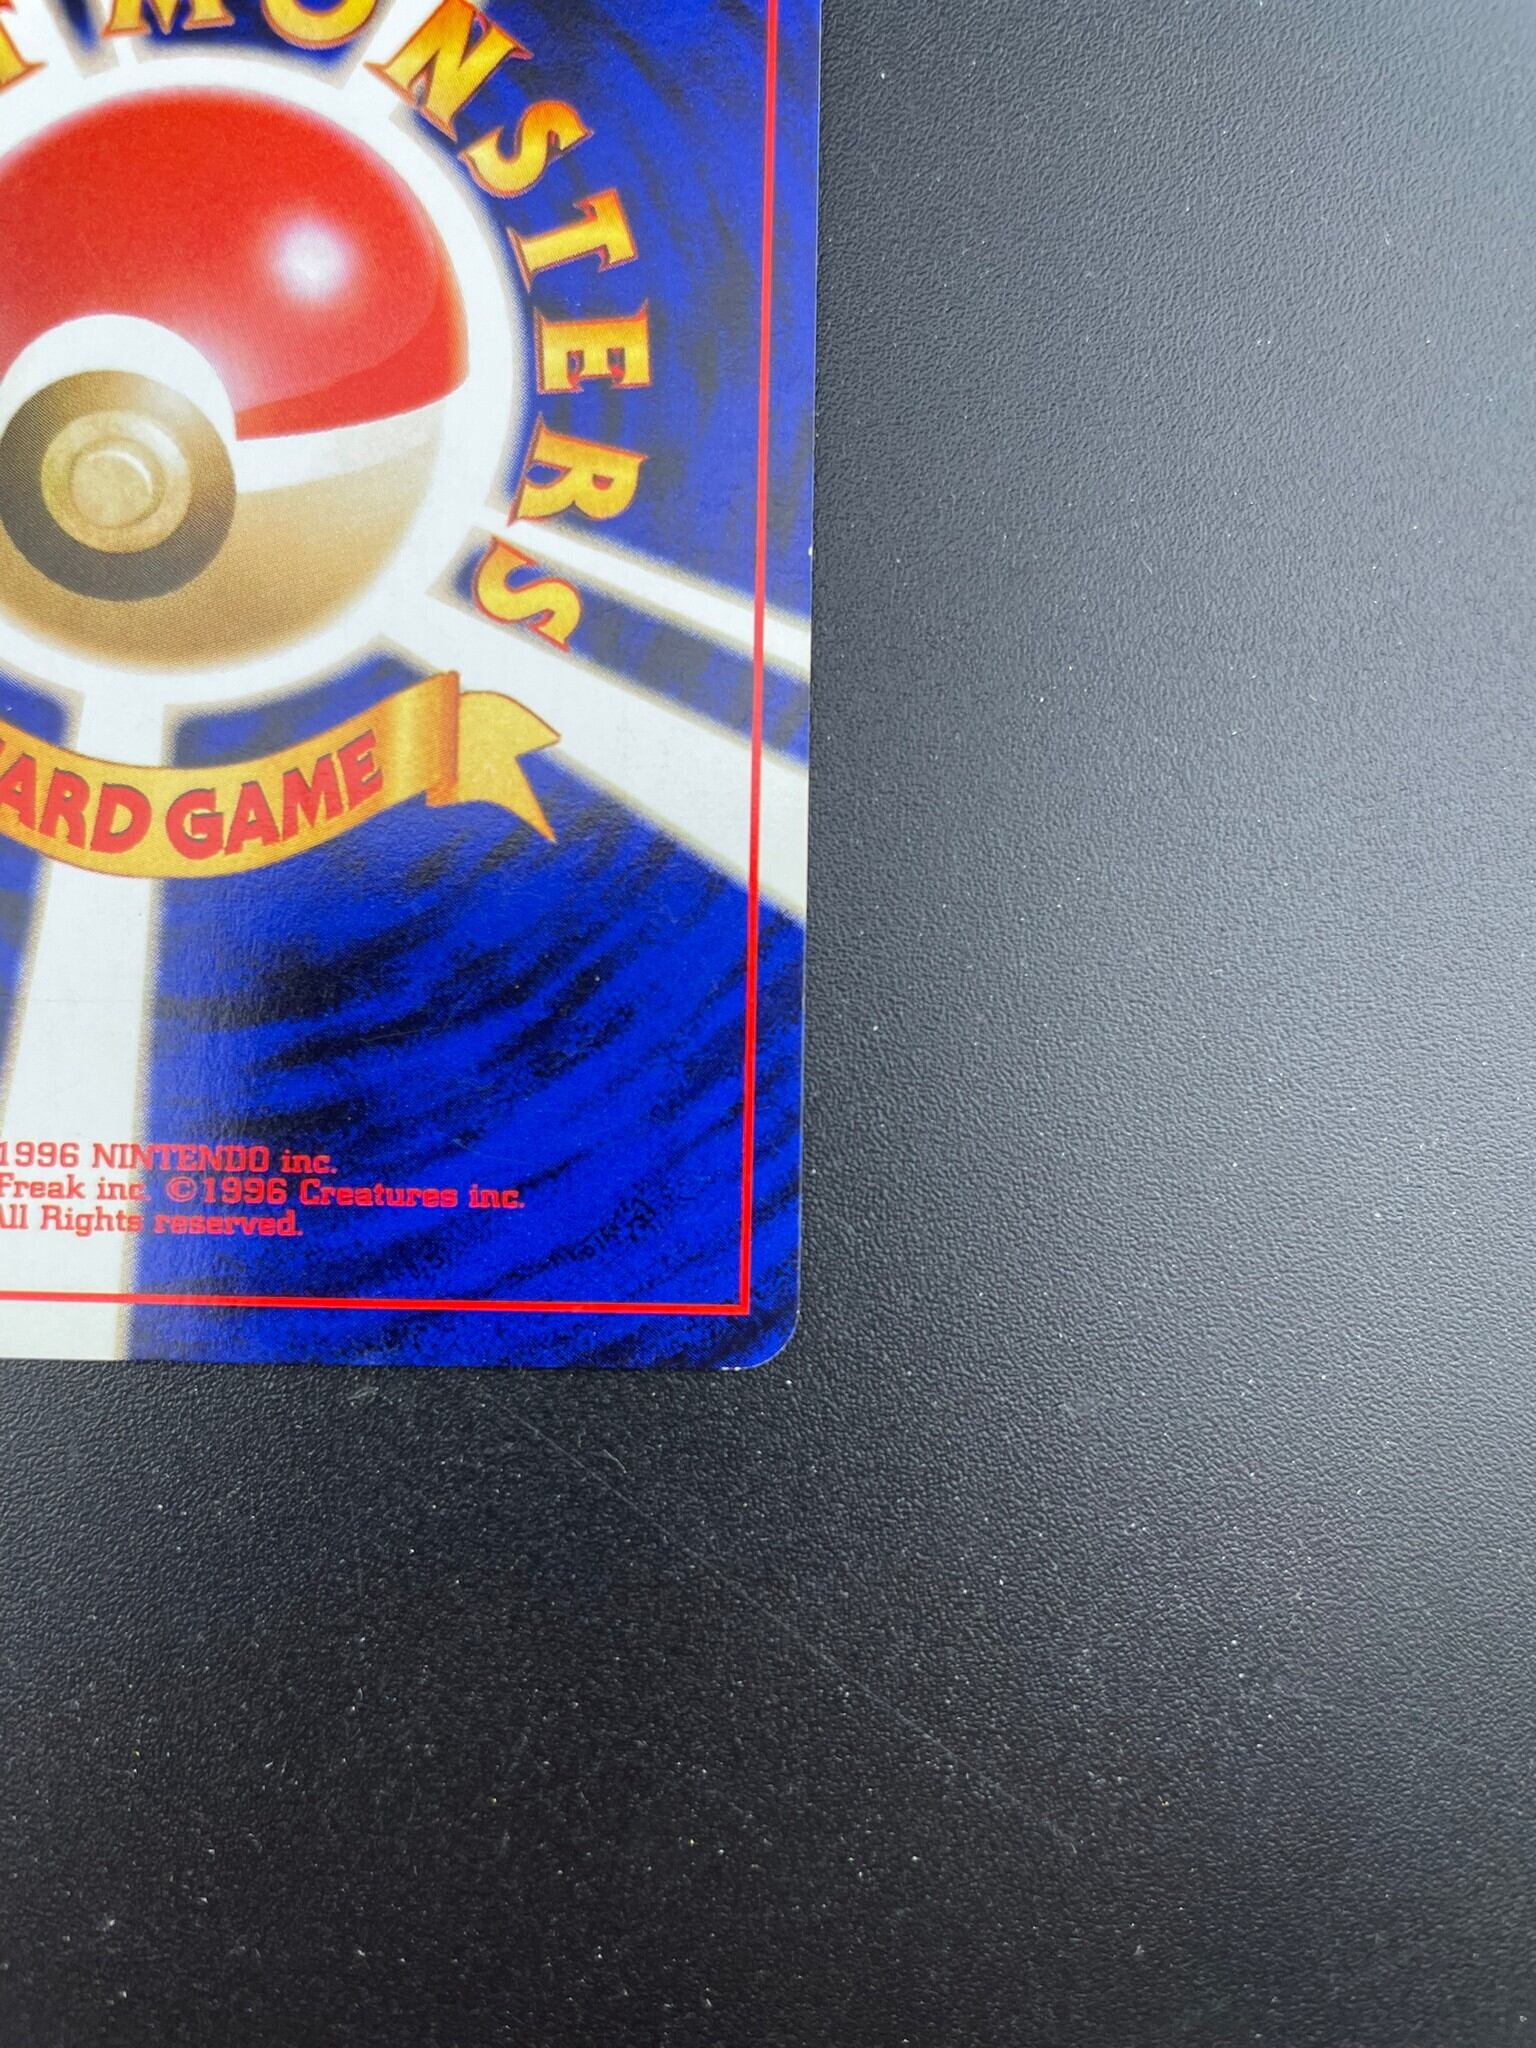 MONSTERS
CARD GAME
1996 NINTENDO inc.
Freak inc. ©1996 Creatures inc.
All Rights reserved.